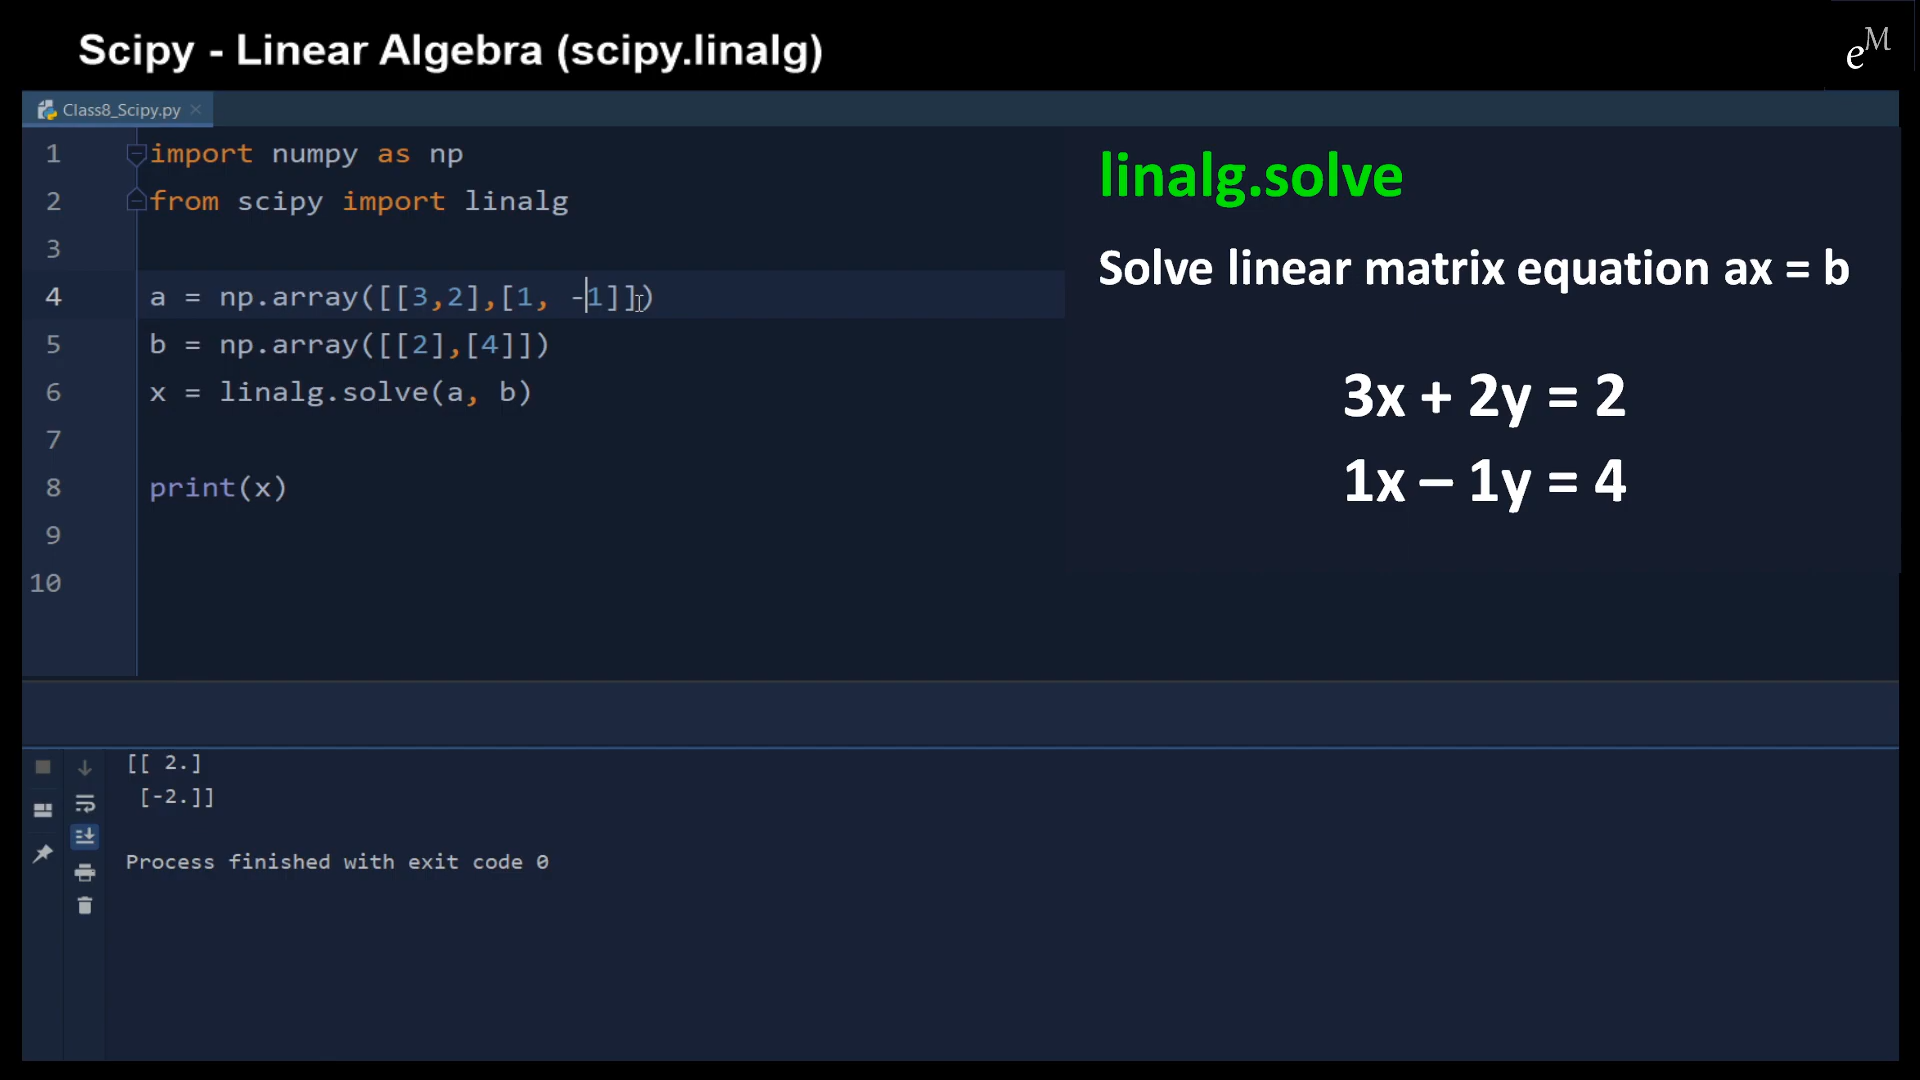 Scipy - Linear Algebra (scipy.linalg)
eM
Class8_Scipy.py
1 import numpy as np
2 from scipy import linalg
3
4 a = np.array([[3,2],[1, -1]])
5 b = np.array([[2],[4]])
6 x = linalg.solve(a, b)
7
8 print(x)
9
10
linalg.solve
Solve linear matrix equation ax = b
3x + 2y = 2
1x – 1y = 4
[[ 2.]
[-2.]]
Process finished with exit code 0